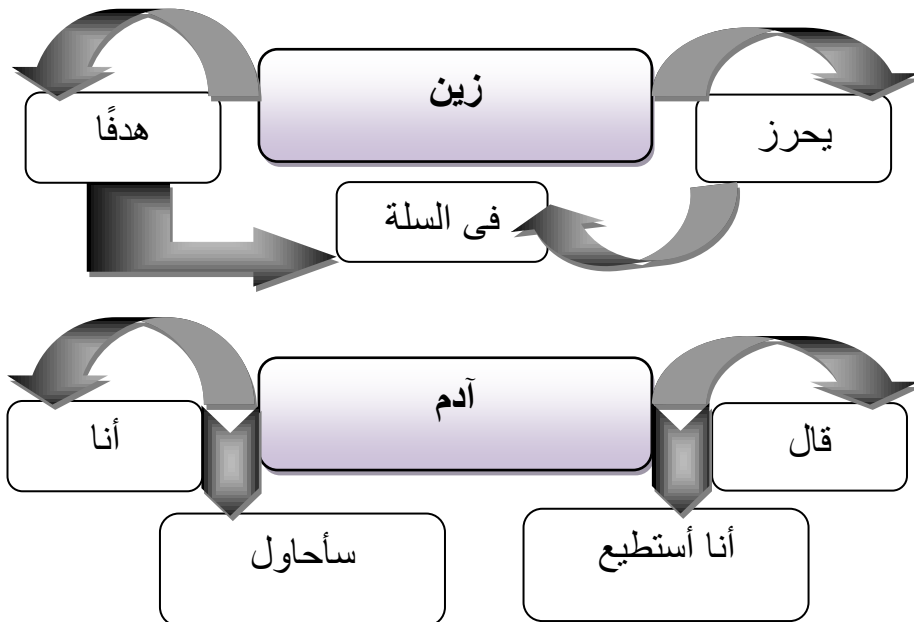 زين
يحرز
هدفًا
فى السلة
آدم
قال
أنا
أنا أستطيع
سأحاول